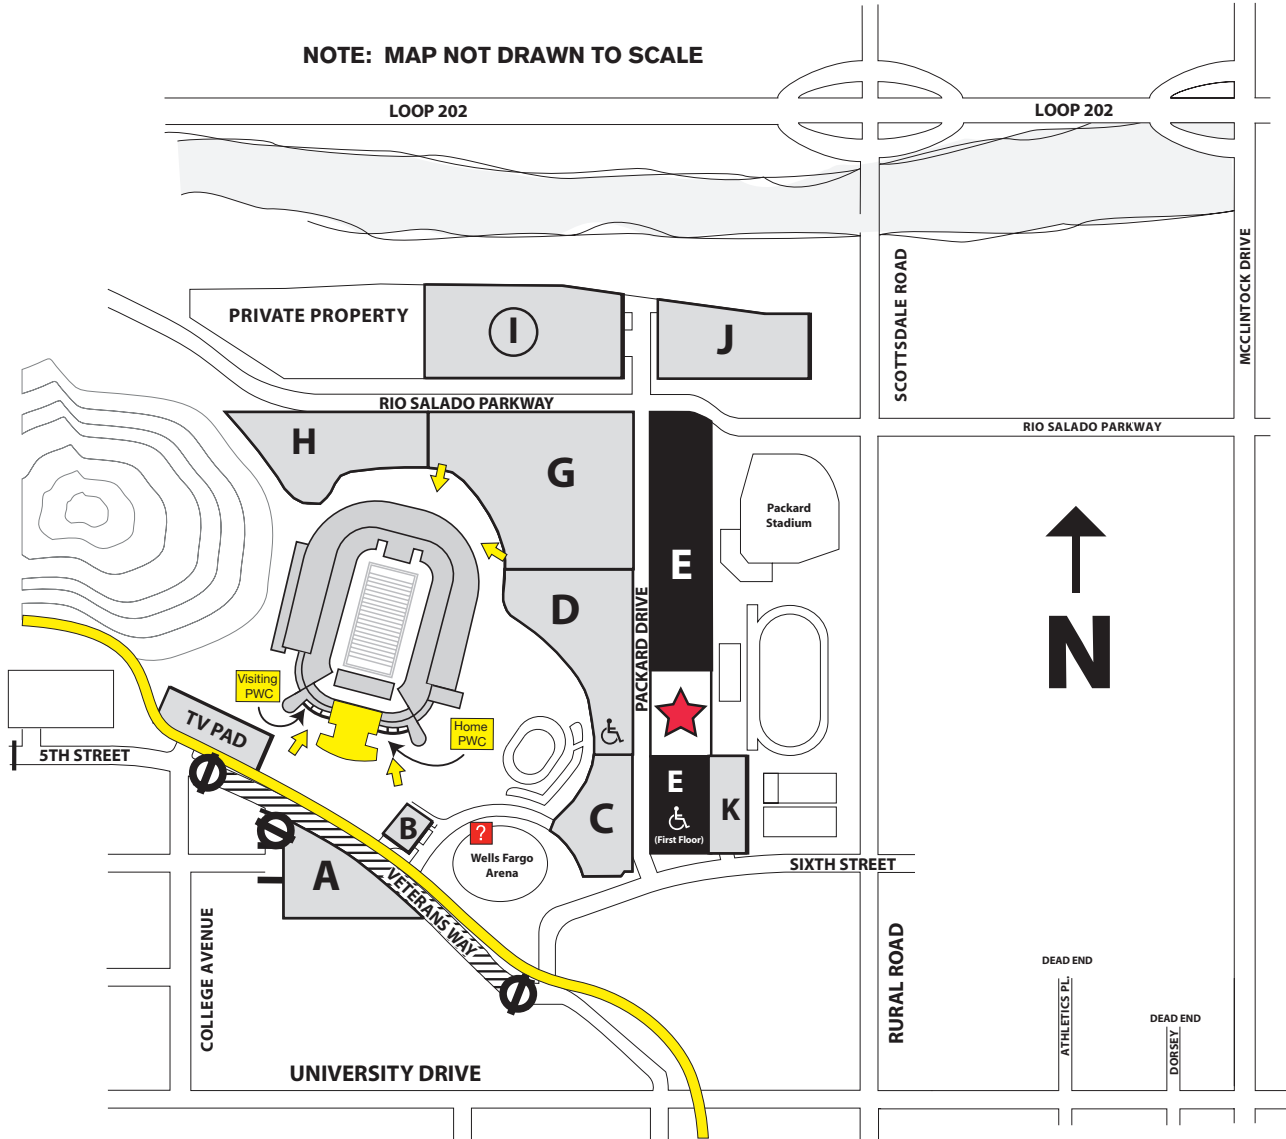 NOTE: MAP NOT DRAWN TO SCALE
LOOP 202
LOOP 202
SCOTTSDALE ROAD
MCCLINTOCK DRIVE
PRIVATE PROPERTY
I
J
RIO SALADO PARKWAY
RIO SALADO PARKWAY
H
G
Packard
Stadium
E
D
PACKARD DRIVE
N
Visiting
PWC
Home
PWC
TV PAD
5TH STREET
E
(First Floor)
K
C
B
?
Wells Fargo
Arena
SIXTH STREET
A
VETERANS WAY
COLLEGE AVENUE
RURAL ROAD
DEAD END
ATHLETICS PL.
DEAD END
DORSEY
UNIVERSITY DRIVE